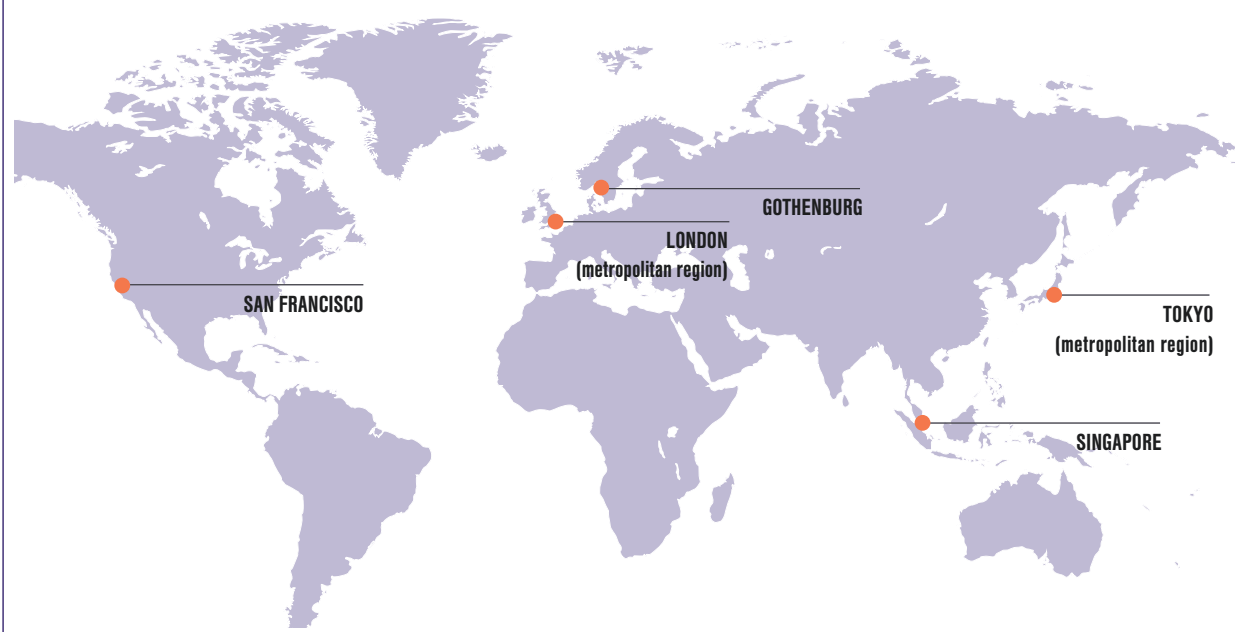 GOTHENBURG
LONDON
(metropolitan region)
SAN FRANCISCO
TOKYO
(metropolitan region)
SINGAPORE